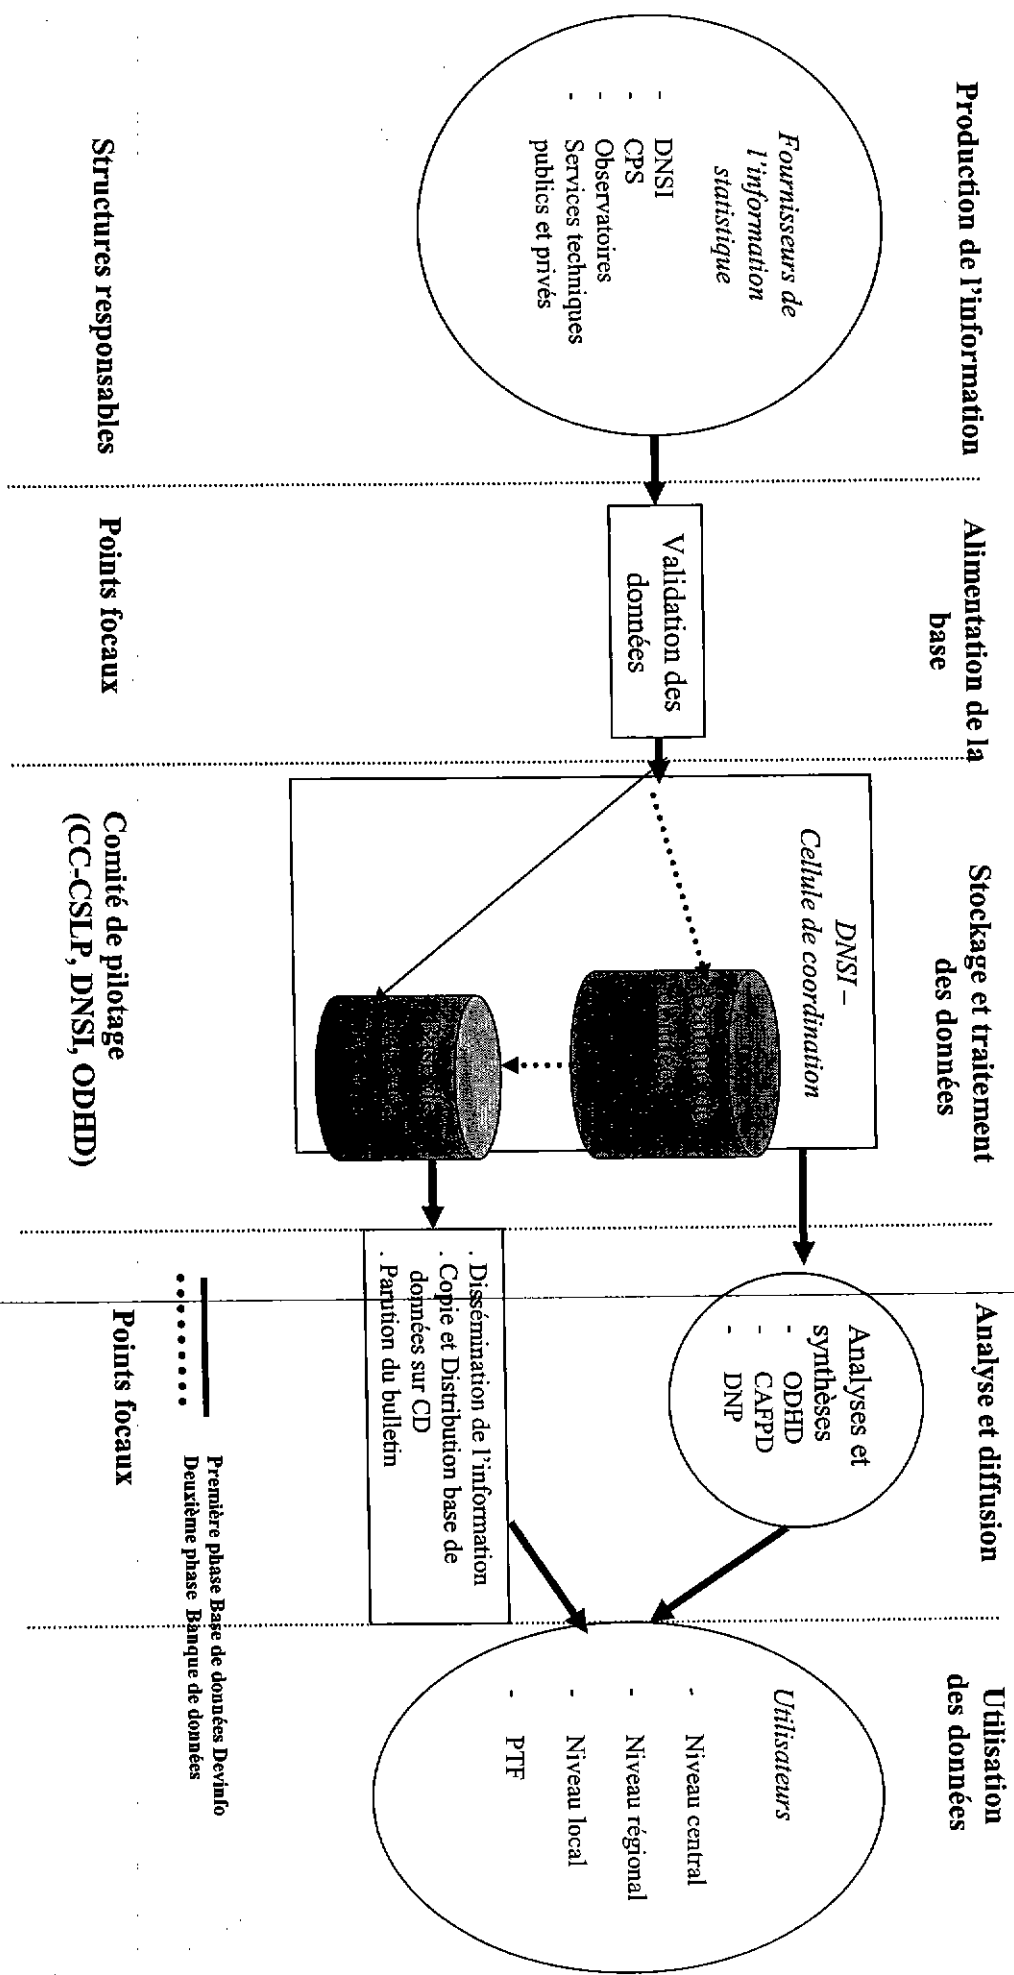 Production de l'information
Alimentation de la
base
Stockage et traitement
des données
Analyse et diffusion
Utilisation
des données
Fournisseurs de
l'information
statistique
- DNSI
- CPS
- Observatoires
- Services techniques
publics et privés
Validation des
données
DNSI –
Cellule de coordination
Analyses et
synthèses
- ODHD
- CAFPD
- DNP
. Dissémination de l'information
. Copie et Distribution base de
données sur CD
. Parution du bulletin
Utilisateurs
- Niveau central
- Niveau régional
- Niveau local
- PTF
Première phase Base de données Devinfo
Deuxième phase Banque de données
Structures responsables
Points focaux
Comité de pilotage
(CC-CSLP, DNSI, ODHD)
Points focaux